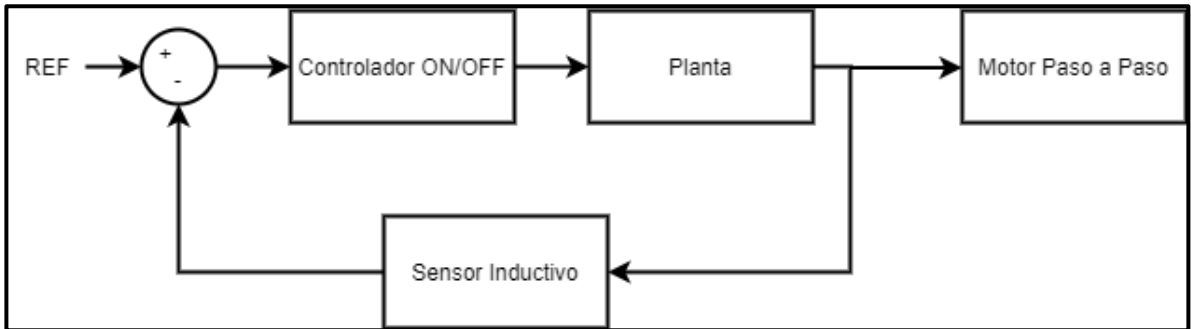 REF
+
-
Controlador ON/OFF
Planta
Motor Paso a Paso
Sensor Inductivo